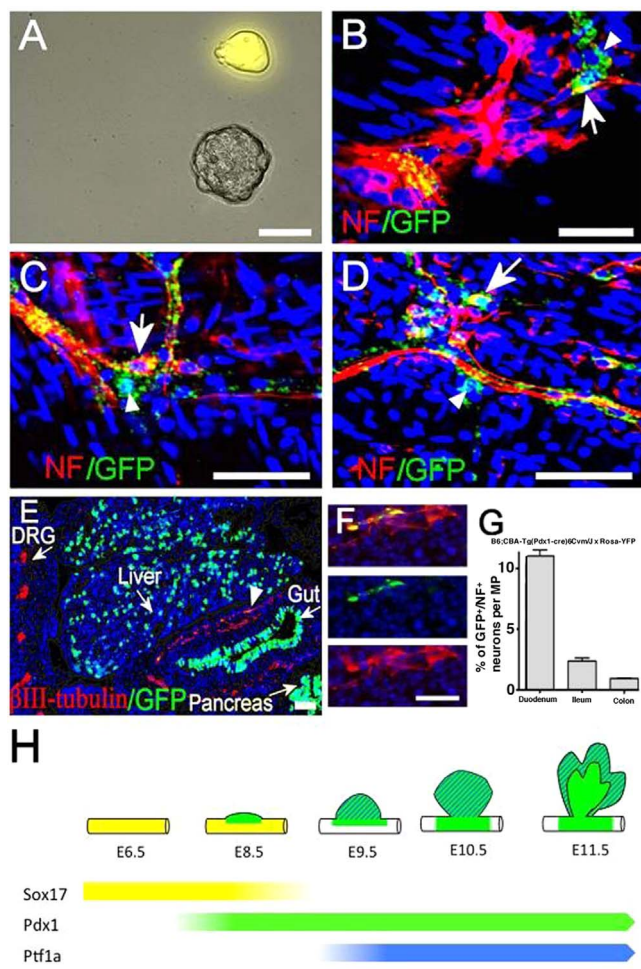 A
B
NF/GFP
C
NF/GFP
D
NF/GFP
E
DRG
Liver
Gut
Pancreas
βIII-tubulin/GFP
F
G
B6;CBA-Tg(Pdx1-cre)6Cvm/J x Rosa-YFP
% of GFP+/NF+
neurons per MP
10
5
0
Duodenum Ileum Colon
H
E6.5 E8.5 E9.5 E10.5 E11.5
Sox17
Pdx1
Ptf1a